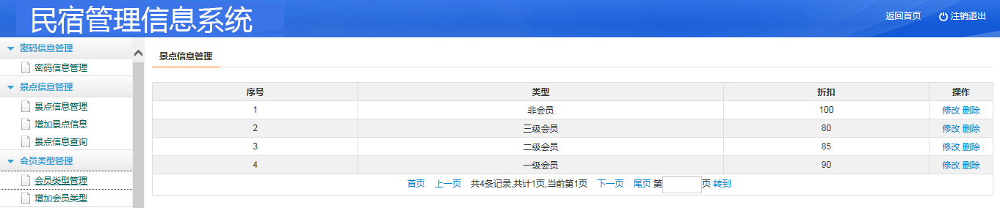 民宿管理信息系统
返回首页 注销退出
密码信息管理
密码信息管理
景点信息管理
景点信息管理
增加景点信息
景点信息查询
会员类型管理
会员类型管理
增加会员类型
景点信息管理
序号 类型 折扣 操作
1 非会员 100 修改 删除
2 三级会员 80 修改 删除
3 二级会员 85 修改 删除
4 一级会员 90 修改 删除
首页 上一页 共4条记录,共计1页,当前第1页 下一页 尾页 第 页 转到